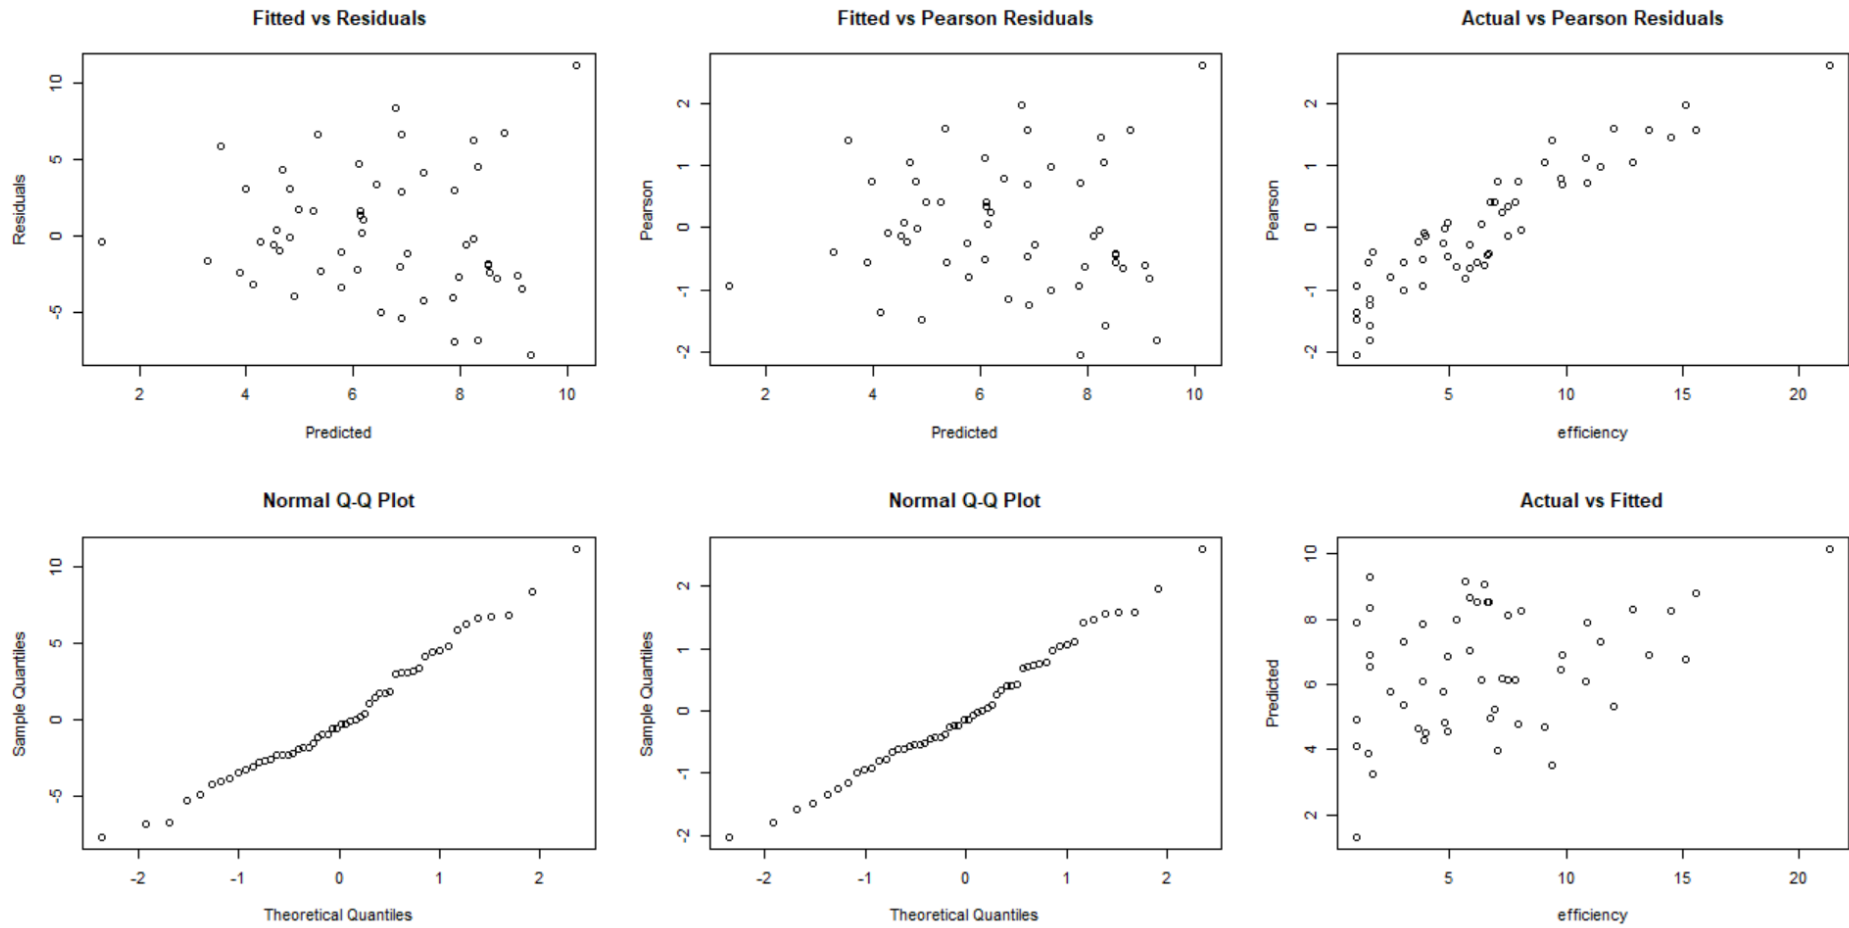 Fitted vs Residuals
Residuals
10
5
0
-5
2 4 6 8 10
Predicted
Fitted vs Pearson Residuals
Pearson
2
1
0
-1
-2
2 4 6 8 10
Predicted
Actual vs Pearson Residuals
Pearson
2
1
0
-1
-2
5 10 15 20
efficiency
Normal Q-Q Plot
Sample Quantiles
10
5
0
-5
-2 -1 0 1 2
Theoretical Quantiles
Normal Q-Q Plot
Sample Quantiles
2
1
0
-1
-2
-2 -1 0 1 2
Theoretical Quantiles
Actual vs Fitted
Predicted
10
8
6
4
2
5 10 15 20
efficiency